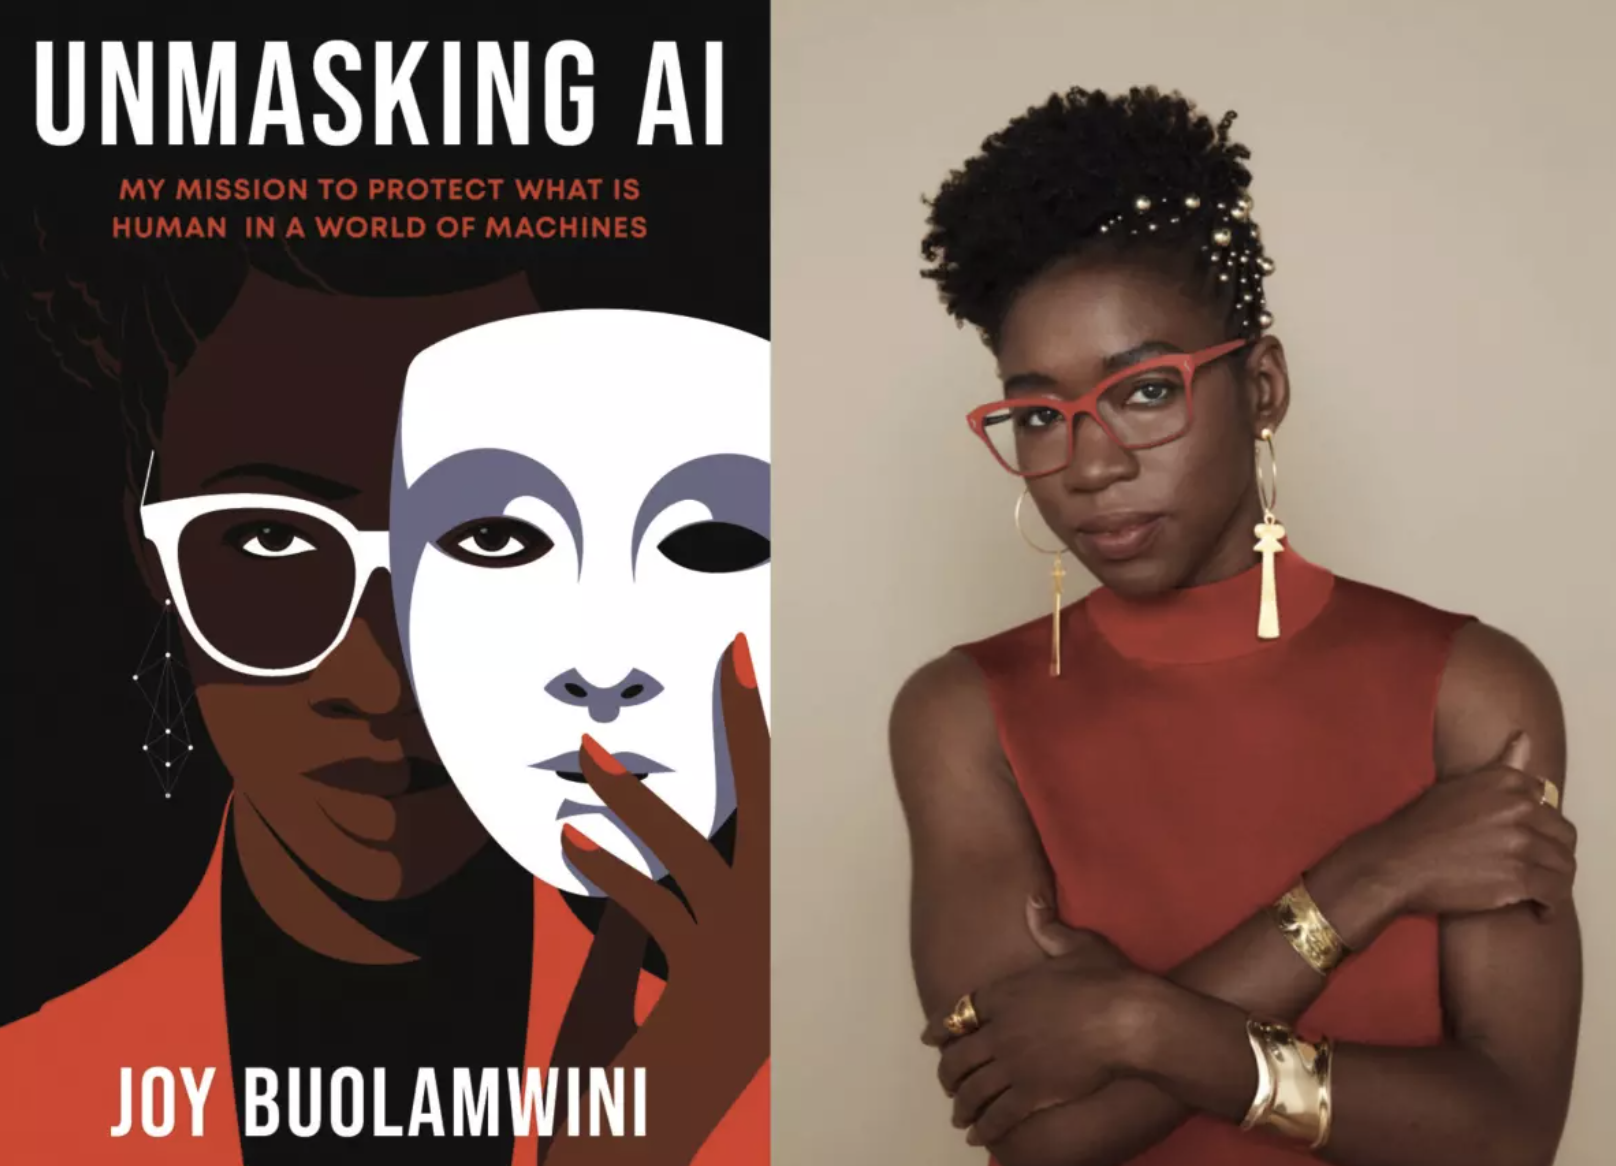 UNMASKING AI
MY MISSION TO PROTECT WHAT IS
HUMAN IN A WORLD OF MACHINES
JOY BUOLAMWINI